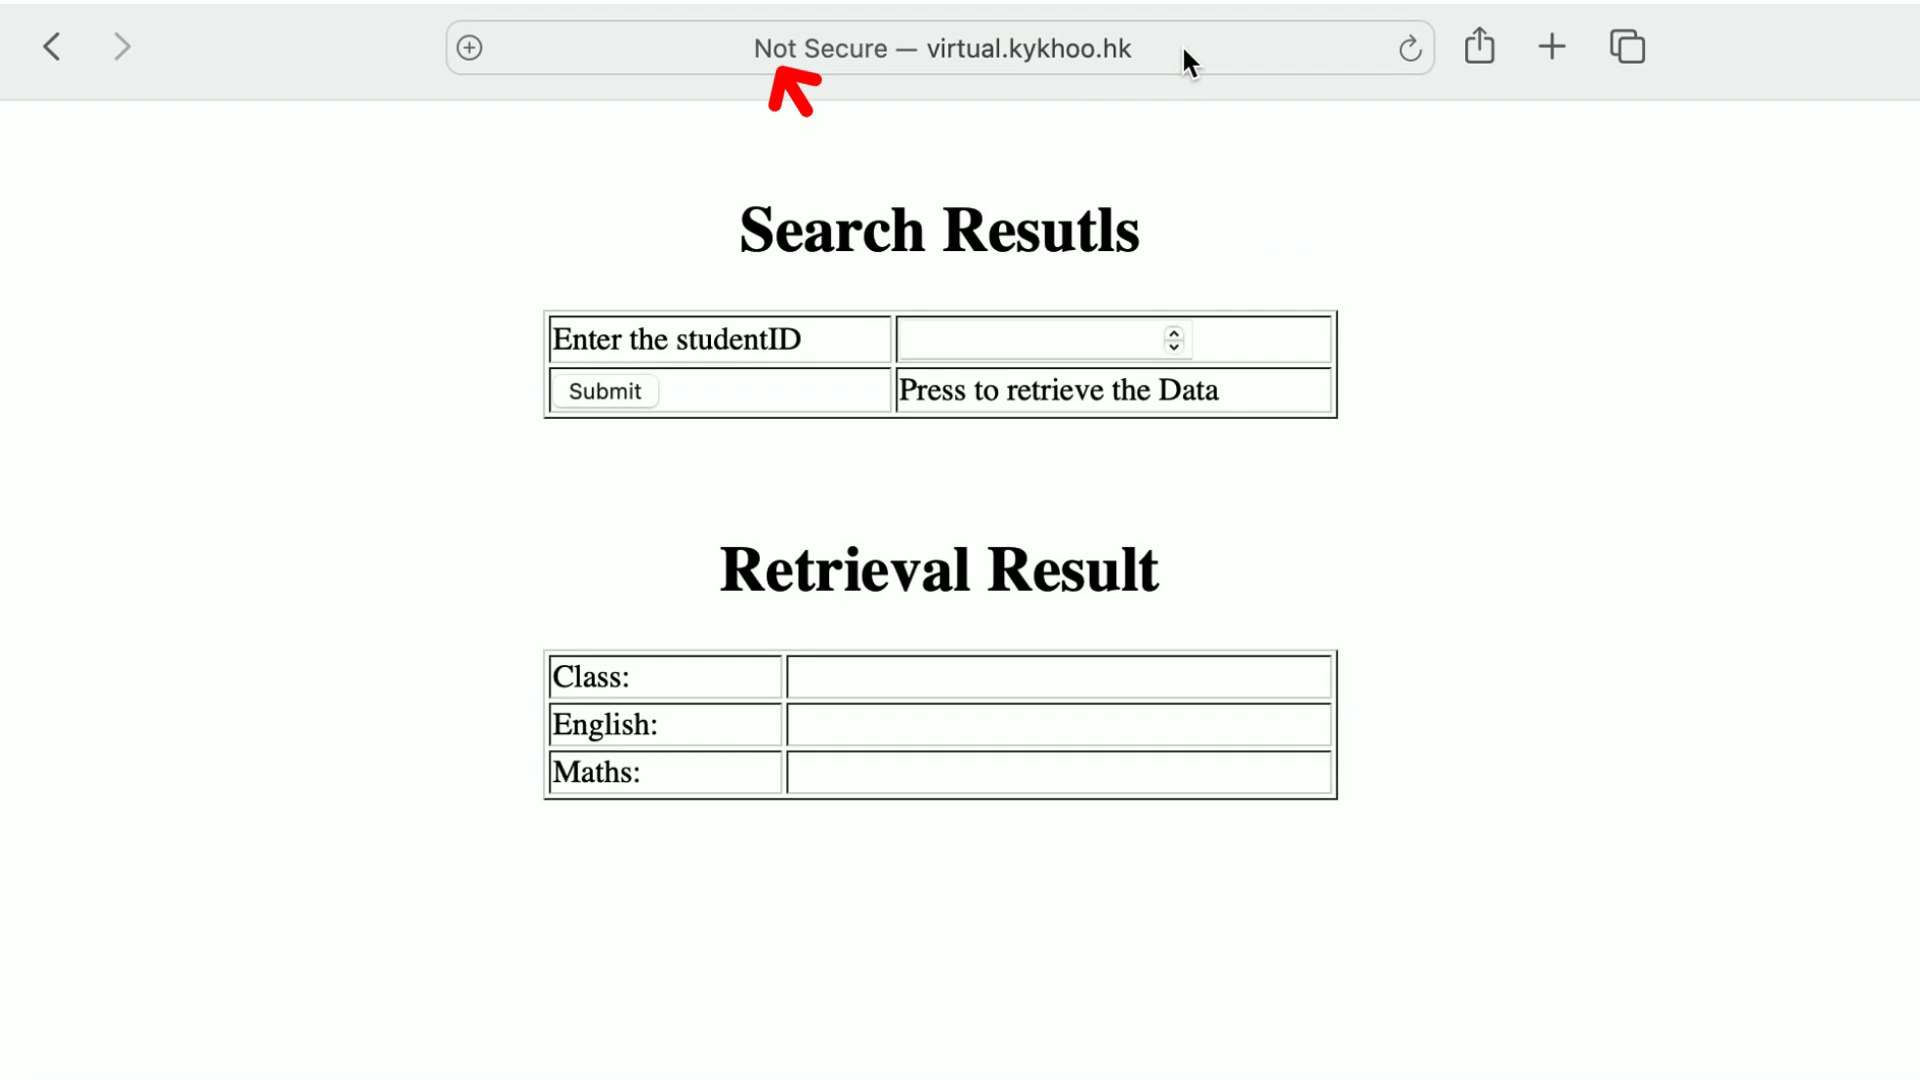 Not Secure — virtual.kykhoo.hk
Search Resutls
Enter the studentID
Submit
Press to retrieve the Data
Retrieval Result
Class:
English:
Maths: